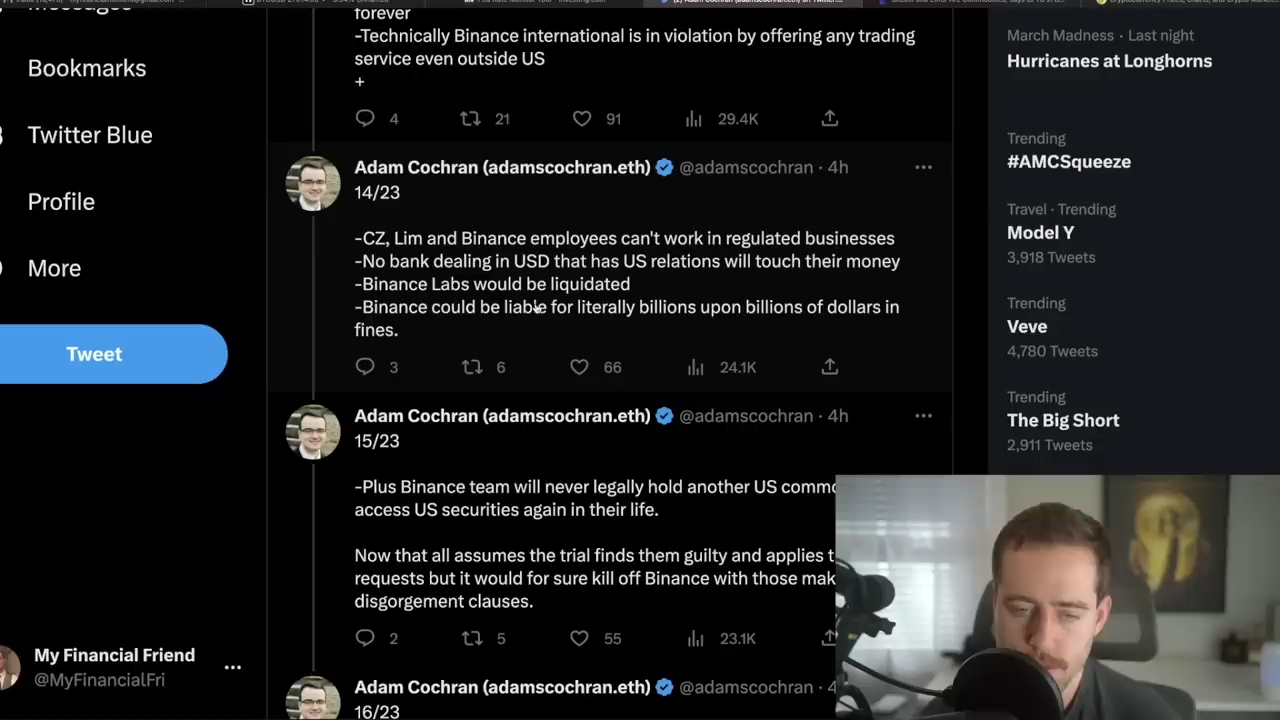 Bookmarks
Twitter Blue
Profile
More
Tweet
My Financial Friend
@MyFinancialFri
forever
-Technically Binance international is in violation by offering any trading
service even outside US
+
4 21 91 29.4K
Adam Cochran (adamscochran.eth) @adamscochran · 4h
14/23
-CZ, Lim and Binance employees can't work in regulated businesses
-No bank dealing in USD that has US relations will touch their money
-Binance Labs would be liquidated
-Binance could be liable for literally billions upon billions of dollars in
fines.
3 6 66 24.1K
Adam Cochran (adamscochran.eth) @adamscochran · 4h
15/23
-Plus Binance team will never legally hold another US
access US securities again in their life.
Now that all assumes the trial finds them guilty and applies
requests but it would for sure kill off Binance with those
disgorgement clauses.
2 5 55 23.1K
Adam Cochran (adamscochran.eth) @adamscochran · 4
16/23
March Madness · Last night
Hurricanes at Longhorns
Trending
#AMCSqueeze
Travel · Trending
Model Y
3,918 Tweets
Trending
Veve
4,780 Tweets
Trending
The Big Short
2,911 Tweets